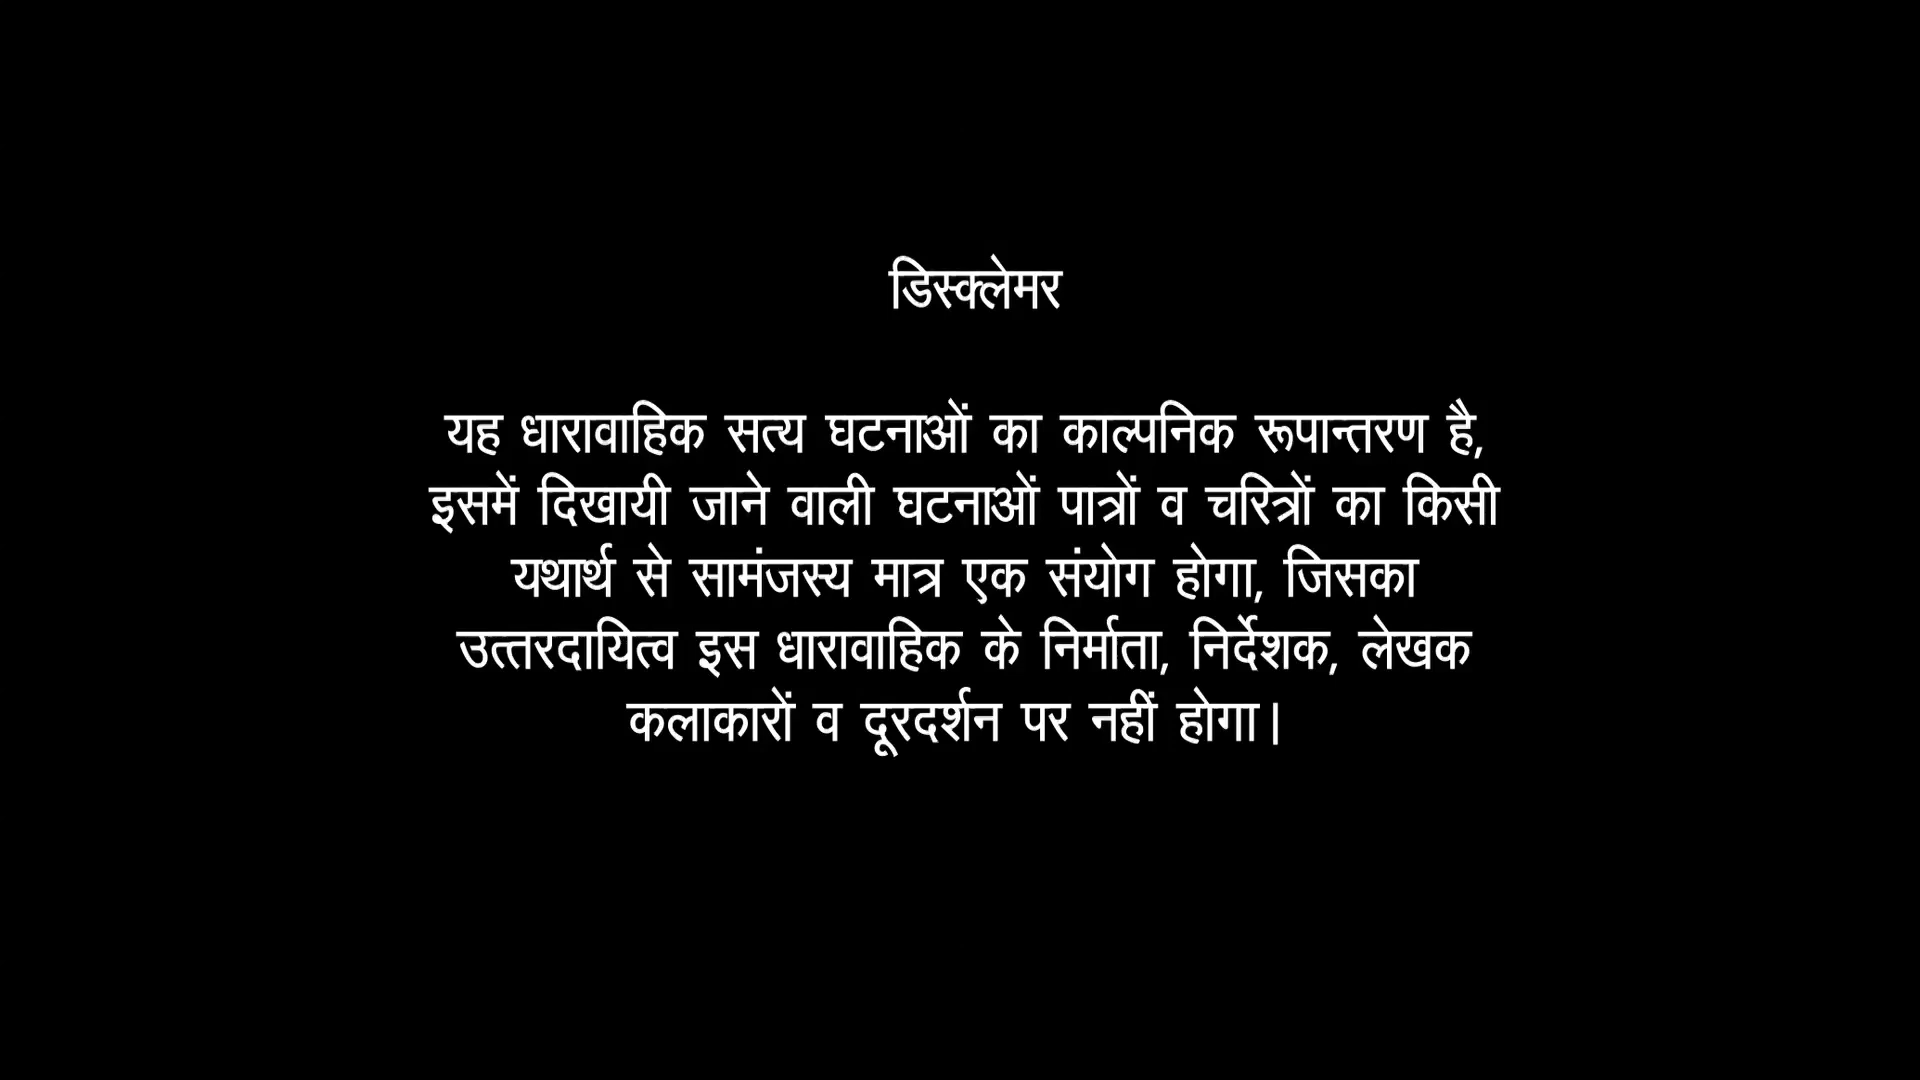 डिस्क्लेमर
यह धारावाहिक सत्य घटनाओं का काल्पनिक रूपान्तरण है,
इसमें दिखायी जाने वाली घटनाओं पात्रों व चरित्रों का किसी
यथार्थ से सामंजस्य मात्र एक संयोग होगा, जिसका
उत्तरदायित्व इस धारावाहिक के निर्माता, निर्देशक, लेखक
कलाकारों व दूरदर्शन पर नहीं होगा।